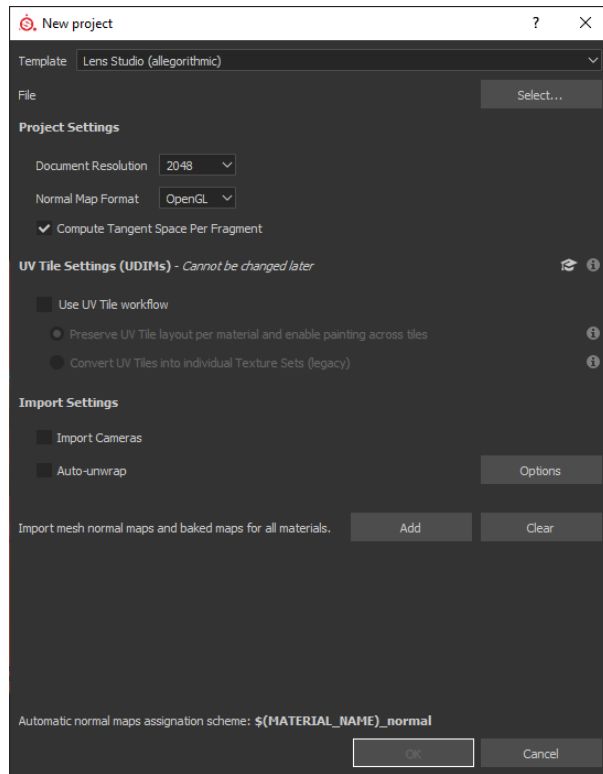 New project
Template Lens Studio (allegorithmic)
File Select...
Project Settings
Document Resolution 2048
Normal Map Format OpenGL
Compute Tangent Space Per Fragment
UV Tile Settings (UDIMs) - Cannot be changed later
Use UV Tile workflow
Preserve UV Tile layout per material and enable painting across tiles
Convert UV Tiles into individual Texture Sets (legacy)
Import Settings
Import Cameras
Auto-unwrap Options
Import mesh normal maps and baked maps for all materials. Add Clear
Automatic normal maps assignation scheme: $(MATERIAL_NAME)_normal
OK Cancel